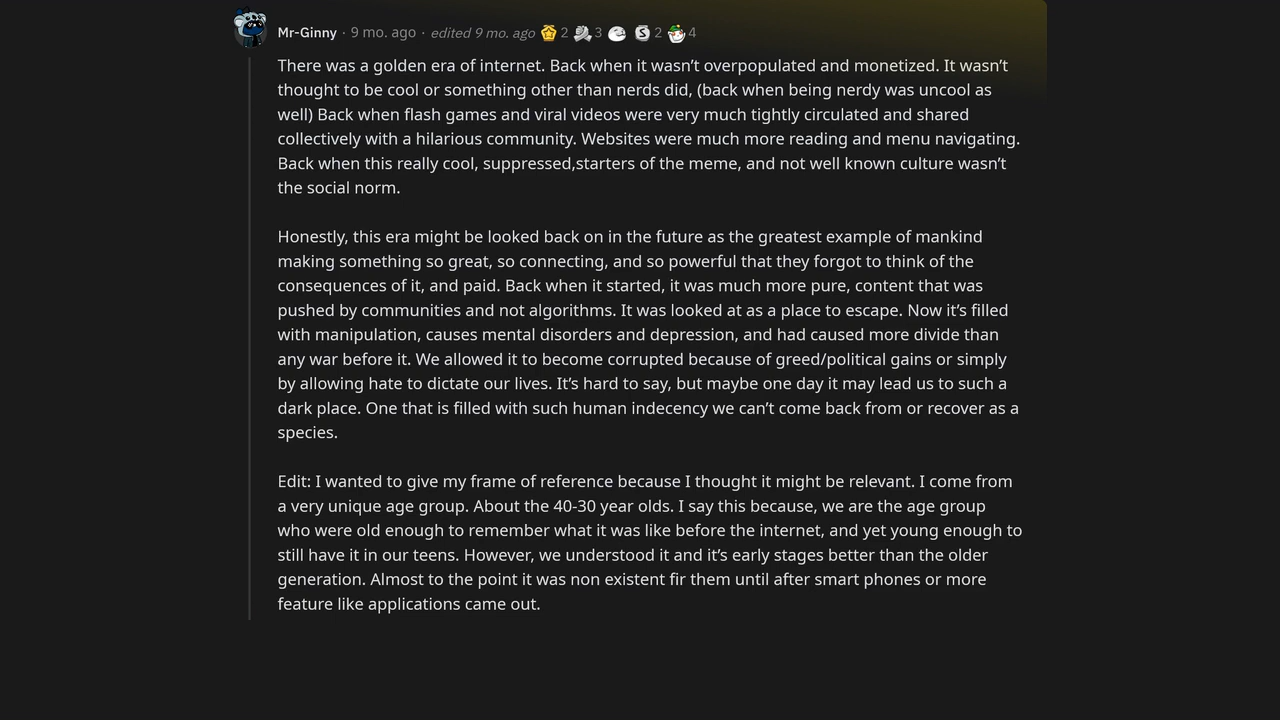 Mr-Ginny · 9 mo. ago · edited 9 mo. ago 2 3 2 4
There was a golden era of internet. Back when it wasn’t overpopulated and monetized. It wasn’t
thought to be cool or something other than nerds did, (back when being nerdy was uncool as
well) Back when flash games and viral videos were very much tightly circulated and shared
collectively with a hilarious community. Websites were much more reading and menu navigating.
Back when this really cool, suppressed,starters of the meme, and not well known culture wasn’t
the social norm.
Honestly, this era might be looked back on in the future as the greatest example of mankind
making something so great, so connecting, and so powerful that they forgot to think of the
consequences of it, and paid. Back when it started, it was much more pure, content that was
pushed by communities and not algorithms. It was looked at as a place to escape. Now it’s filled
with manipulation, causes mental disorders and depression, and had caused more divide than
any war before it. We allowed it to become corrupted because of greed/political gains or simply
by allowing hate to dictate our lives. It’s hard to say, but maybe one day it may lead us to such a
dark place. One that is filled with such human indecency we can’t come back from or recover as a
species.
Edit: I wanted to give my frame of reference because I thought it might be relevant. I come from
a very unique age group. About the 40-30 year olds. I say this because, we are the age group
who were old enough to remember what it was like before the internet, and yet young enough to
still have it in our teens. However, we understood it and it’s early stages better than the older
generation. Almost to the point it was non existent fir them until after smart phones or more
feature like applications came out.